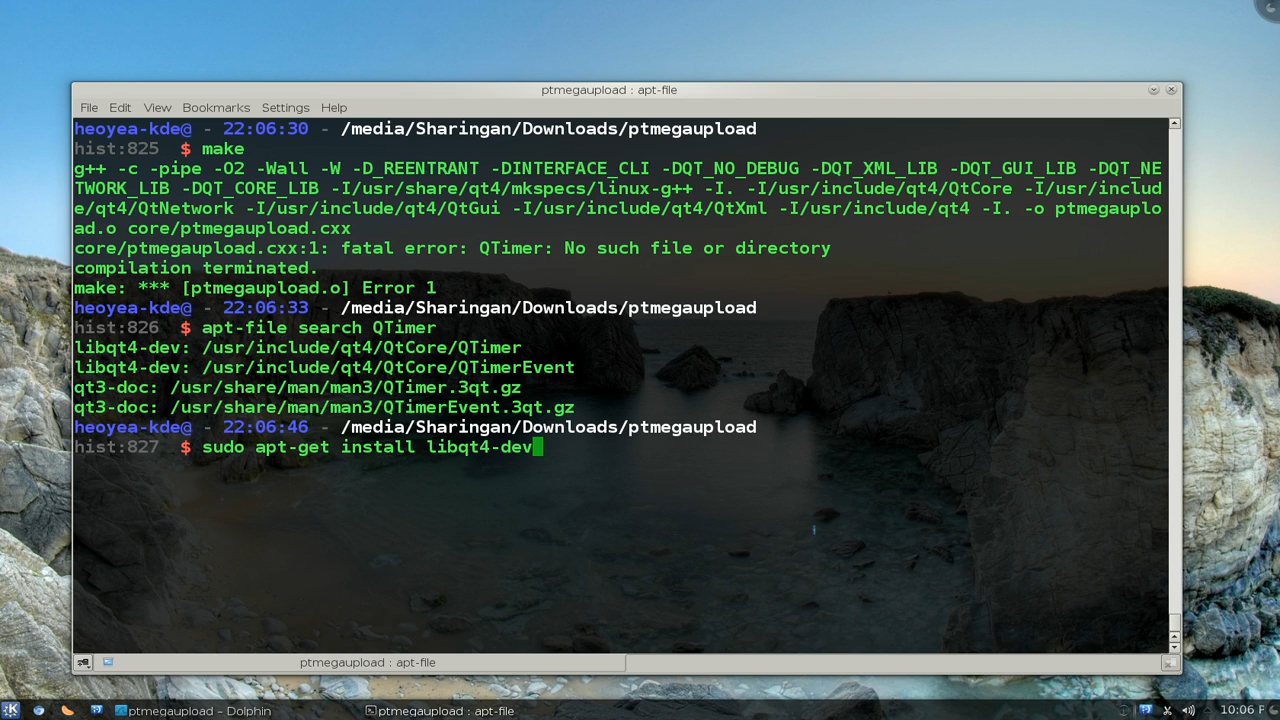 ptmegaupload : apt-file
File Edit View Bookmarks Settings Help
heoyea-kde@ - 22:06:30 - /media/Sharingan/Downloads/ptmegaupload
hist:825 $ make
g++ -c -pipe -O2 -Wall -W -D_REENTRANT -DINTERFACE_CLI -DQT_NO_DEBUG -DQT_XML_LIB -DQT_GUI_LIB -DQT_NE
TWORK_LIB -DQT_CORE_LIB -I/usr/share/qt4/mkspecs/linux-g++ -I. -I/usr/include/qt4/QtCore -I/usr/includ
e/qt4/QtNetwork -I/usr/include/qt4/QtGui -I/usr/include/qt4/QtXml -I/usr/include/qt4 -I. -o ptmegauplo
ad.o core/ptmegaupload.cxx
core/ptmegaupload.cxx:1: fatal error: QTimer: No such file or directory
compilation terminated.
make: *** [ptmegaupload.o] Error 1
heoyea-kde@ - 22:06:33 - /media/Sharingan/Downloads/ptmegaupload
hist:826 $ apt-file search QTimer
libqt4-dev: /usr/include/qt4/QtCore/QTimer
libqt4-dev: /usr/include/qt4/QtCore/QTimerEvent
qt3-doc: /usr/share/man/man3/QTimer.3qt.gz
qt3-doc: /usr/share/man/man3/QTimerEvent.3qt.gz
heoyea-kde@ - 22:06:46 - /media/Sharingan/Downloads/ptmegaupload
hist:827 $ sudo apt-get install libqt4-dev
ptmegaupload : apt-file
ptmegaupload – Dolphin ptmegaupload : apt-file 10:06 P